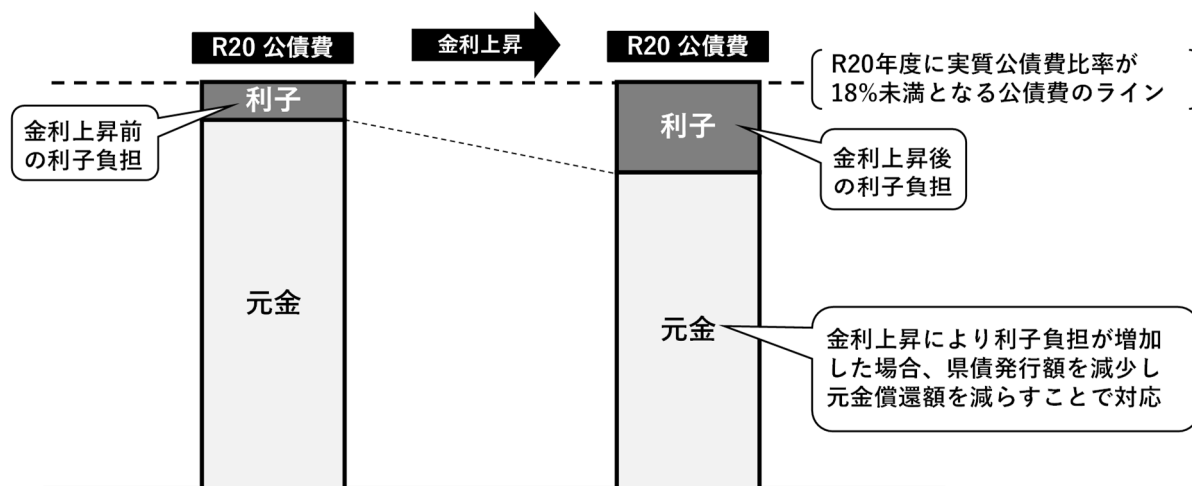 R20 公債費
金利上昇
R20 公債費
R20年度に実質公債費比率が
18%未満となる公債費のライン
利子
金利上昇前
の利子負担
利子
金利上昇後
の利子負担
元金
元金
金利上昇により利子負担が増加
した場合、県債発行額を減少し
元金償還額を減らすことで対応